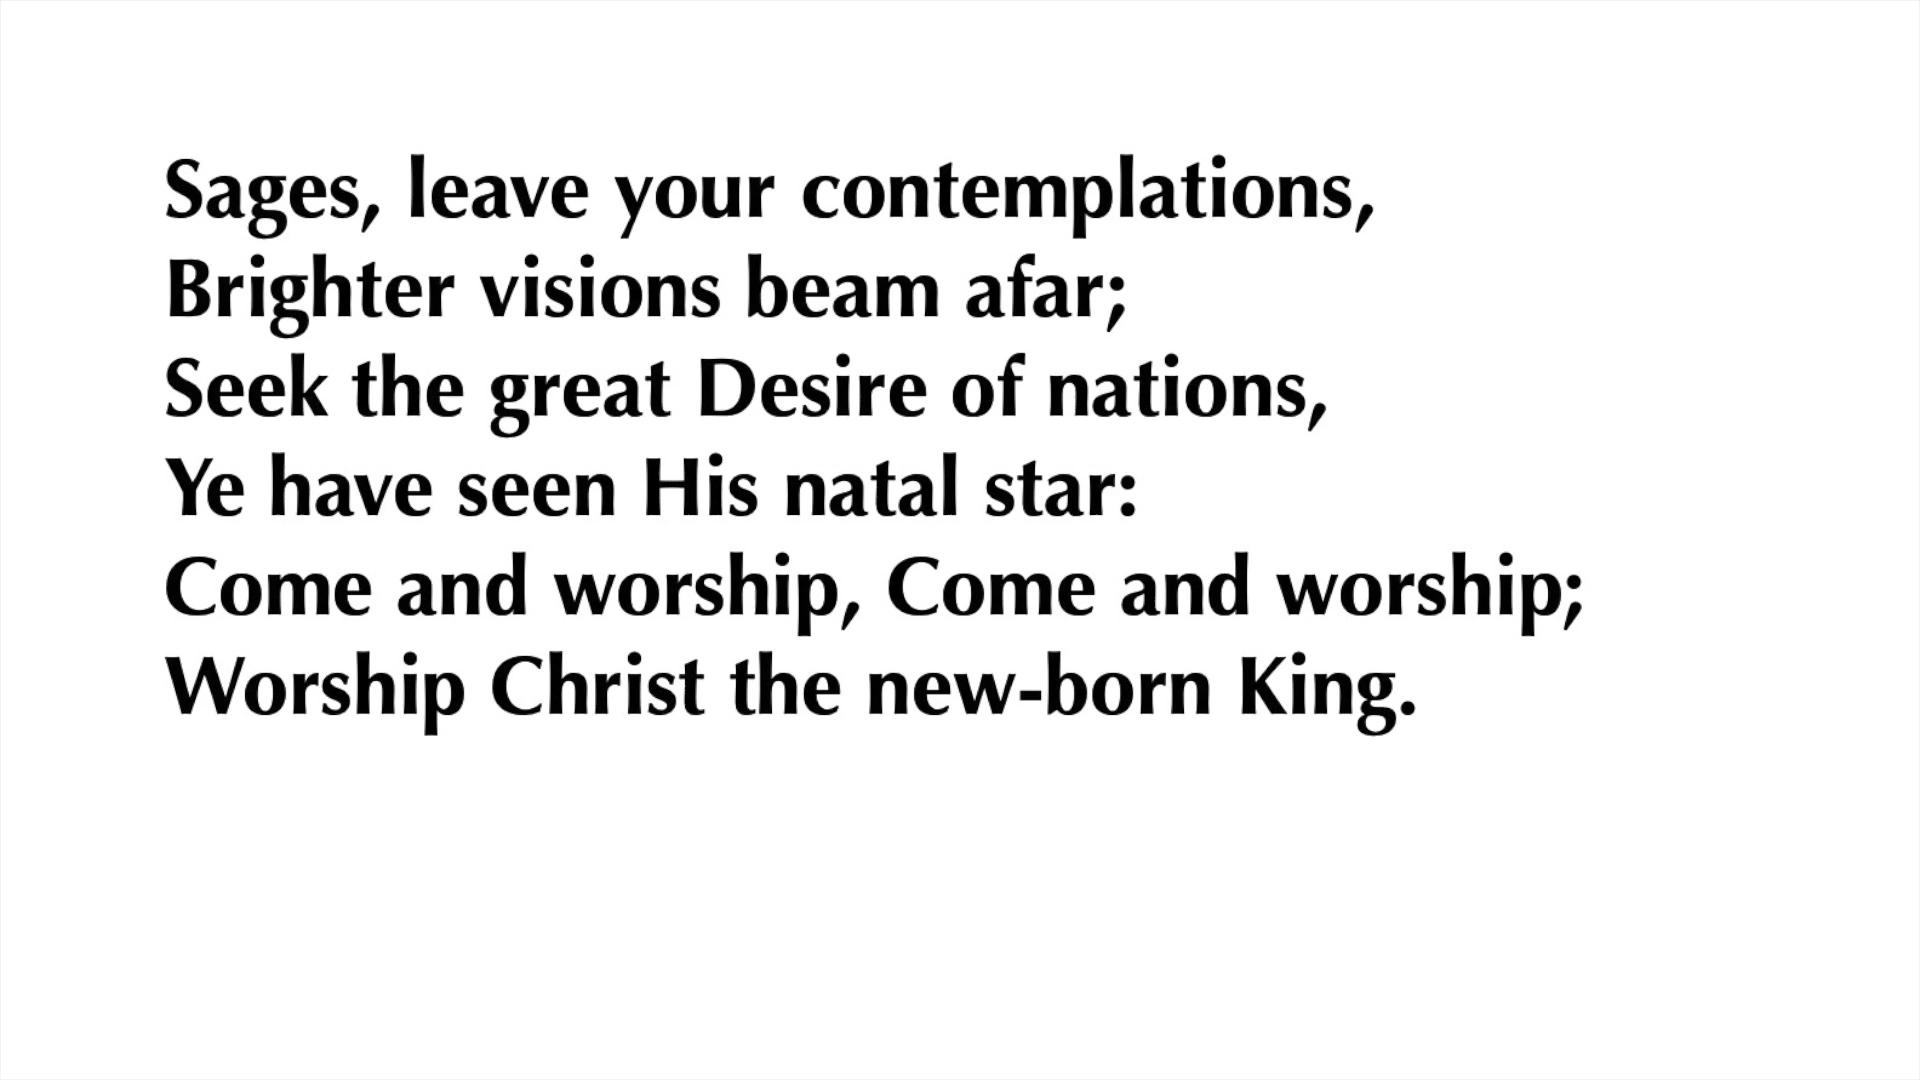 Sages, leave your contemplations,
Brighter visions beam afar;
Seek the great Desire of nations,
Ye have seen His natal star:
Come and worship, Come and worship;
Worship Christ the new-born King.